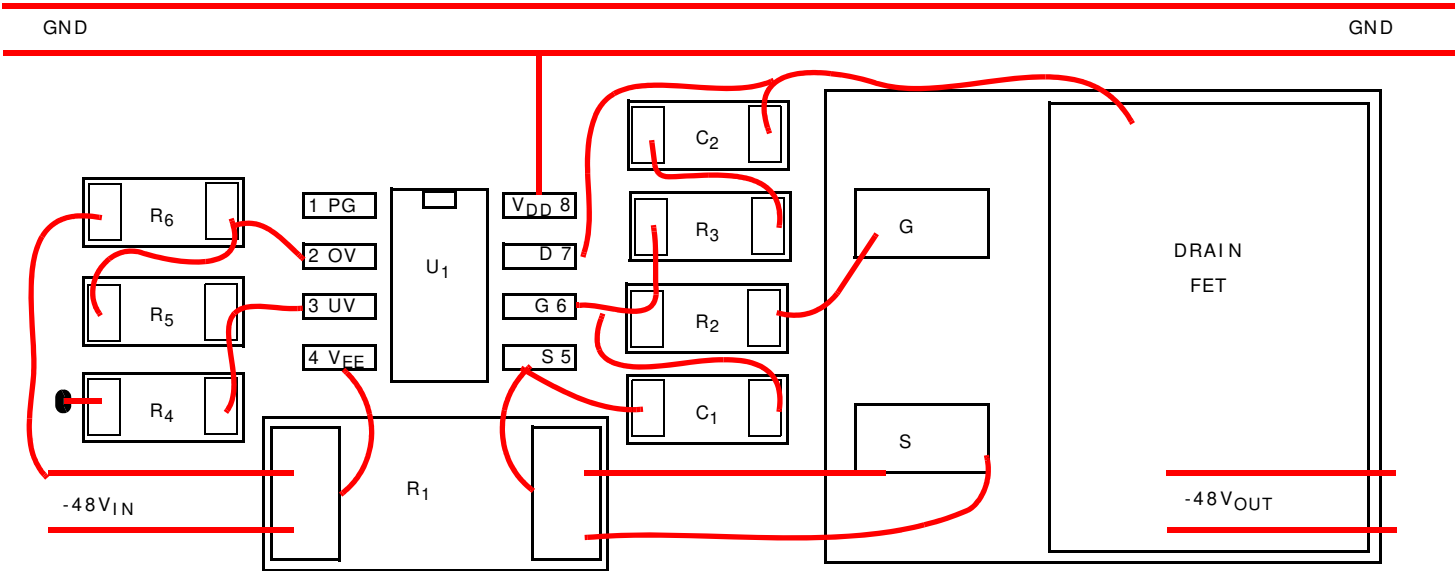 GND GND
C2
R6 1 PG VDD 8
R3 G
2 OV U1 D 7 DRAIN
FET
R5 3 UV G 6 R2
4 VEE S 5
R4 C1
S
R1
-48VIN -48VOUT